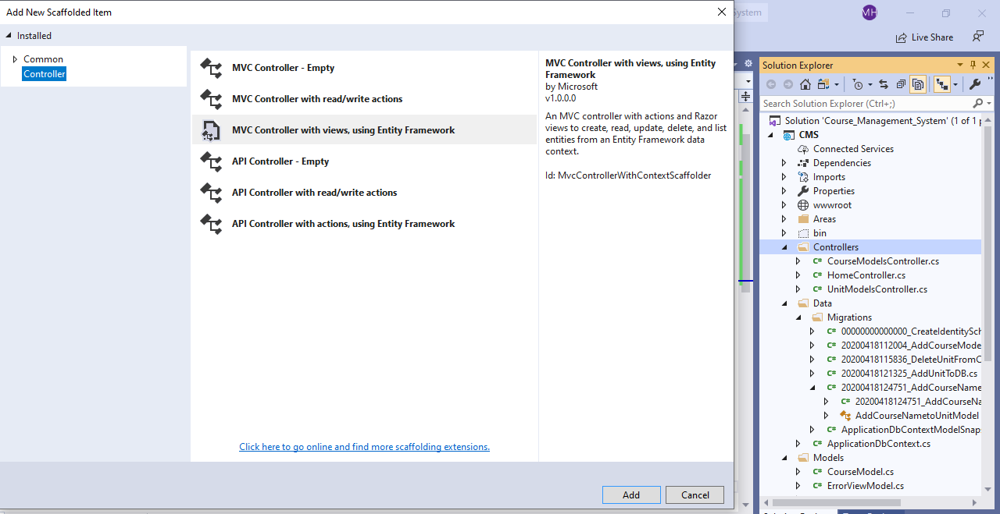 Add New Scaffolded Item
Installed
Common
Controller
MVC Controller - Empty
MVC Controller with read/write actions
MVC Controller with views, using Entity Framework
API Controller - Empty
API Controller with read/write actions
API Controller with actions, using Entity Framework
Click here to go online and find more scaffolding extensions.
MVC Controller with views, using Entity
Framework
by Microsoft
v1.0.0.0
An MVC controller with actions and Razor
views to create, read, update, delete, and list
entities from an Entity Framework data
context.
Id: MvcControllerWithContextScaffolder
Add
Cancel
System
MH
Live Share
Solution Explorer
Search Solution Explorer (Ctrl+;)
Solution 'Course_Management_System' (1 of 1 p
CMS
Connected Services
Dependencies
Imports
Properties
wwwroot
Areas
bin
Controllers
C# CourseModelsController.cs
C# HomeController.cs
C# UnitModelsController.cs
Data
Migrations
C# 00000000000000_CreateIdentitySch
C# 20200418112004_AddCourseMode
C# 20200418115836_DeleteUnitFromC
C# 20200418121325_AddUnitToDB.cs
C# 20200418124751_AddCourseName
C# 20200418124751_AddCourseNa
AddCourseNametoUnitModel
C# ApplicationDbContextModelSnap
C# ApplicationDbContext.cs
Models
C# CourseModel.cs
C# ErrorViewModel.cs